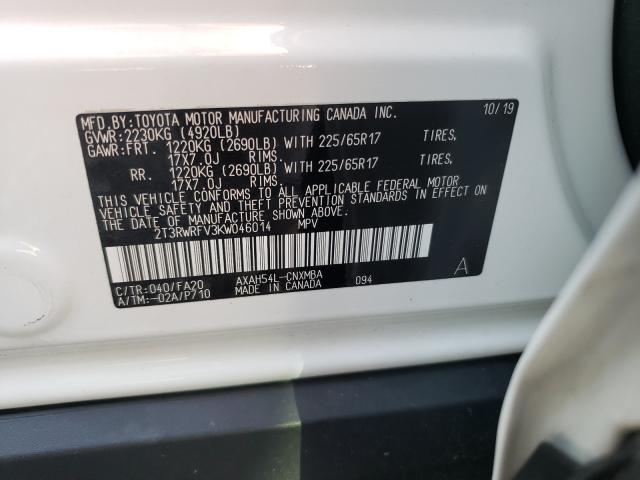 MFD.BY:TOYOTA MOTOR MANUFACTURING CANADA INC. 10/19
GVWR:2230KG (4920LB)
GAWR:FRT. 1220KG (2690LB) WITH 225/65R17 TIRES,
17X7.0J RIMS.
RR. 1220KG (2690LB) WITH 225/65R17 TIRES,
17X7.0J RIMS.
THIS VEHICLE CONFORMS TO ALL APPLICABLE FEDERAL MOTOR
VEHICLE SAFETY AND THEFT PREVENTION STANDARDS IN EFFECT ON
THE DATE OF MANUFACTURE SHOWN ABOVE.
2T3RWRFV3KW046014 MPV
C/TR:040/FA20 AXAH54L-CNXMBA A
A/TM:-02A/P710 MADE IN CANADA 094